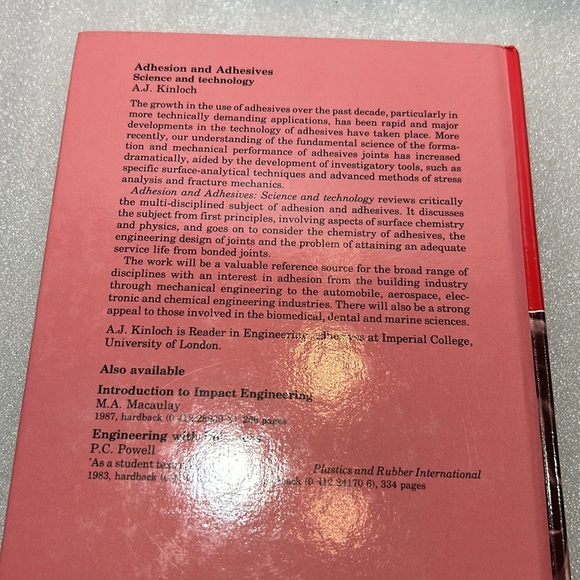 Adhesion and Adhesives
Science and technology
A.J. Kinloch
The growth in the use of adhesives over the past decade, particularly in
more technically demanding applications, has been rapid and major
developments in the technology of adhesives have taken place. More
recently, our understanding of the fundamental science of the forma-
tion and mechanical performance of adhesives joints has increased
dramatically, aided by the development of investigatory tools, such as
specific surface-analytical techniques and advanced methods of stress
analysis and fracture mechanics.
Adhesion and Adhesives: Science and technology reviews critically
the multi-disciplined subject of adhesion and adhesives. It discusses
the subject from first principles, involving aspects of surface chemistry
and physics, and goes on to consider the chemistry of adhesives, the
engineering design of joints and the problem of attaining an adequate
service life from bonded joints.
The work will be a valuable reference source for the broad range of
disciplines with an interest in adhesion from the building industry
through mechanical engineering to the automobile, aerospace, elec-
tronic and chemical engineering industries. There will also be a strong
appeal to those involved in the biomedical, dental and marine sciences.
A.J. Kinloch is Reader in Engineering Adhesives at Imperial College,
University of London.
Also available
Introduction to Impact Engineering
M.A. Macaulay
1987, hardback pages
Engineering with
P.C. Powell
'As a student
Plastics and Rubber International
1983, hardback (0 412 24170 6), 334 pages